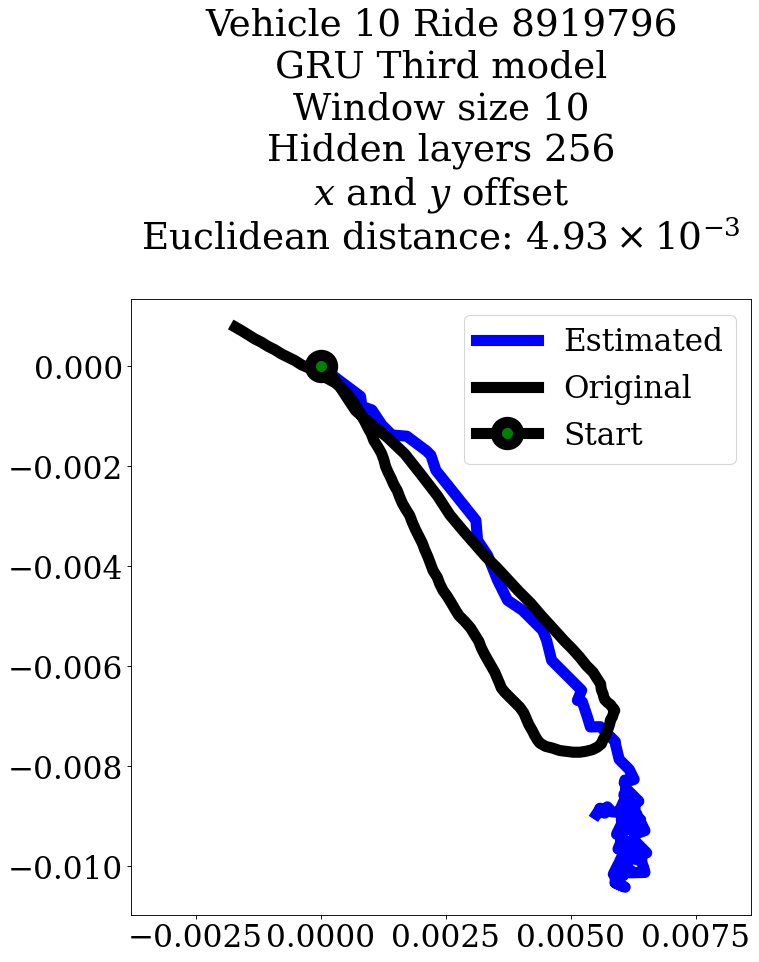 Vehicle 10 Ride 8919796
GRU Third model
Window size 10
Hidden layers 256
x and y offset
Euclidean distance: 4.93 × 10⁻³
Estimated
Original
Start
0.000
−0.002
−0.004
−0.006
−0.008
−0.010
−0.0025 0.0000 0.0025 0.0050 0.0075